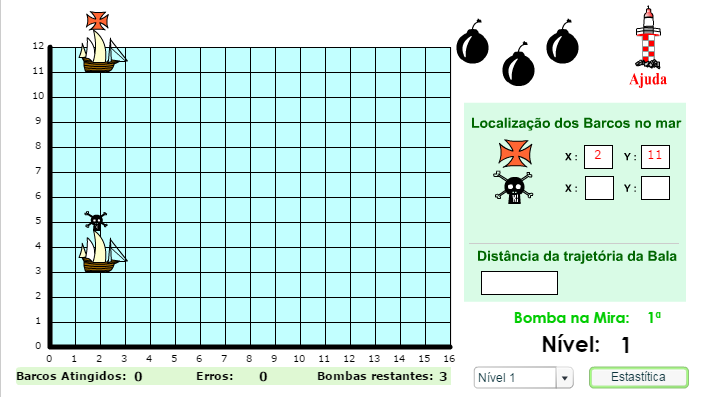 12
11
10
9
8
7
6
5
4
3
2
1
0
0 1 2 3 4 5 6 7 8 9 10 11 12 13 14 15 16
Barcos Atingidos: 0 Erros: 0 Bombas restantes: 3
Ajuda
Localização dos Barcos no mar
X : 2 Y : 11
X : Y :
Distância da trajetória da Bala
Bomba na Mira: 1ª
Nível: 1
Nível 1 Estastítica